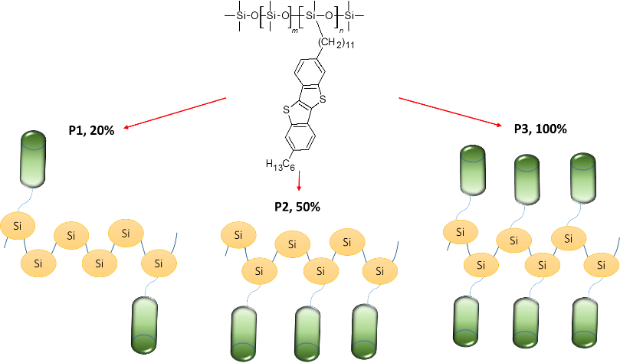 Si-O Si-O Si-O Si
m n
(CH2)11
S
S
H13C6
P1, 20%
P2, 50%
P3, 100%
Si Si Si
Si Si Si
Si Si Si
Si Si Si
Si Si Si
Si Si Si